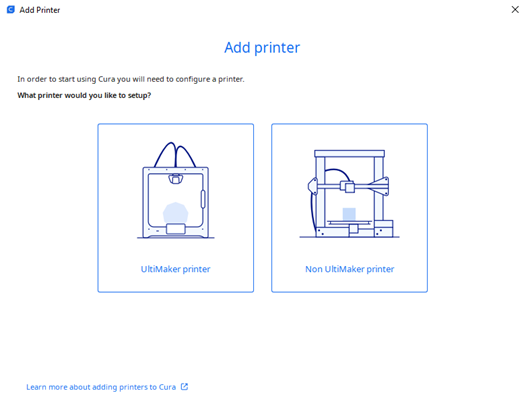 Add Printer
Add printer
In order to start using Cura you will need to configure a printer.
What printer would you like to setup?
UltiMaker printer
Non UltiMaker printer
Learn more about adding printers to Cura